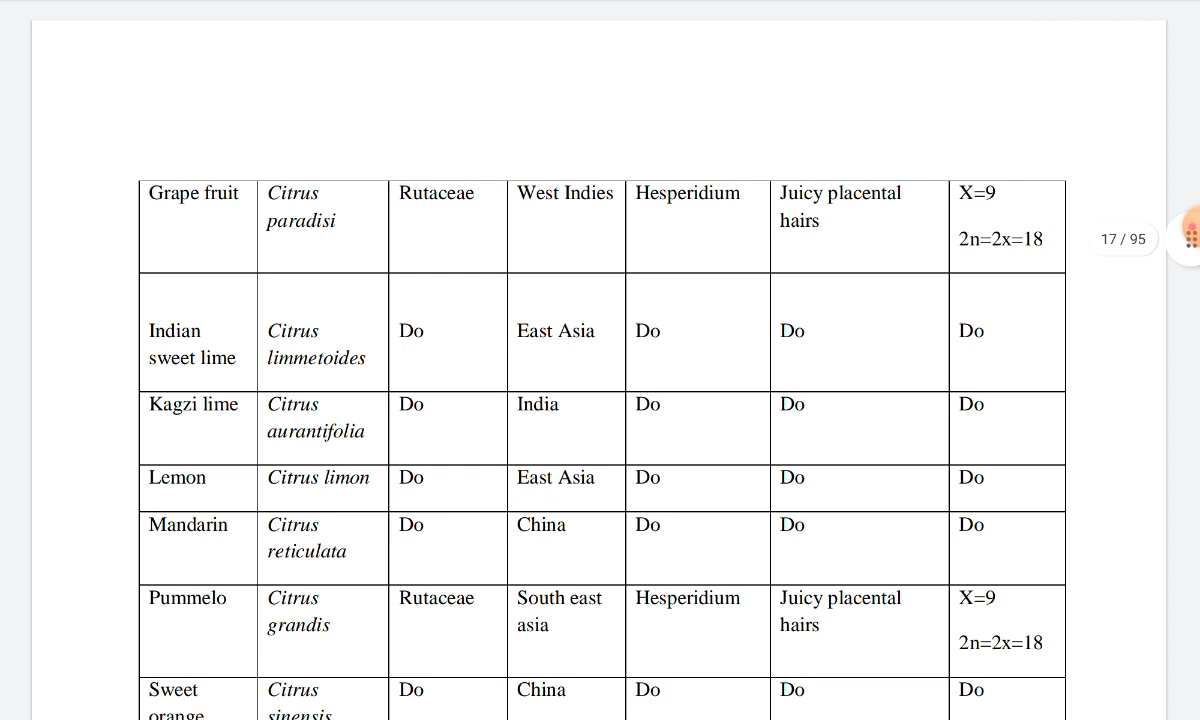 Grape fruit Citrus Rutaceae West Indies Hesperidium Juicy placental X=9
paradisi hairs
2n=2x=18
17 / 95
Indian Citrus Do East Asia Do Do Do
sweet lime limmetoides
Kagzi lime Citrus Do India Do Do Do
aurantifolia
Lemon Citrus limon Do East Asia Do Do Do
Mandarin Citrus Do China Do Do Do
reticulata
Pummelo Citrus Rutaceae South east Hesperidium Juicy placental X=9
grandis asia hairs
2n=2x=18
Sweet Citrus Do China Do Do Do
orange sinensis